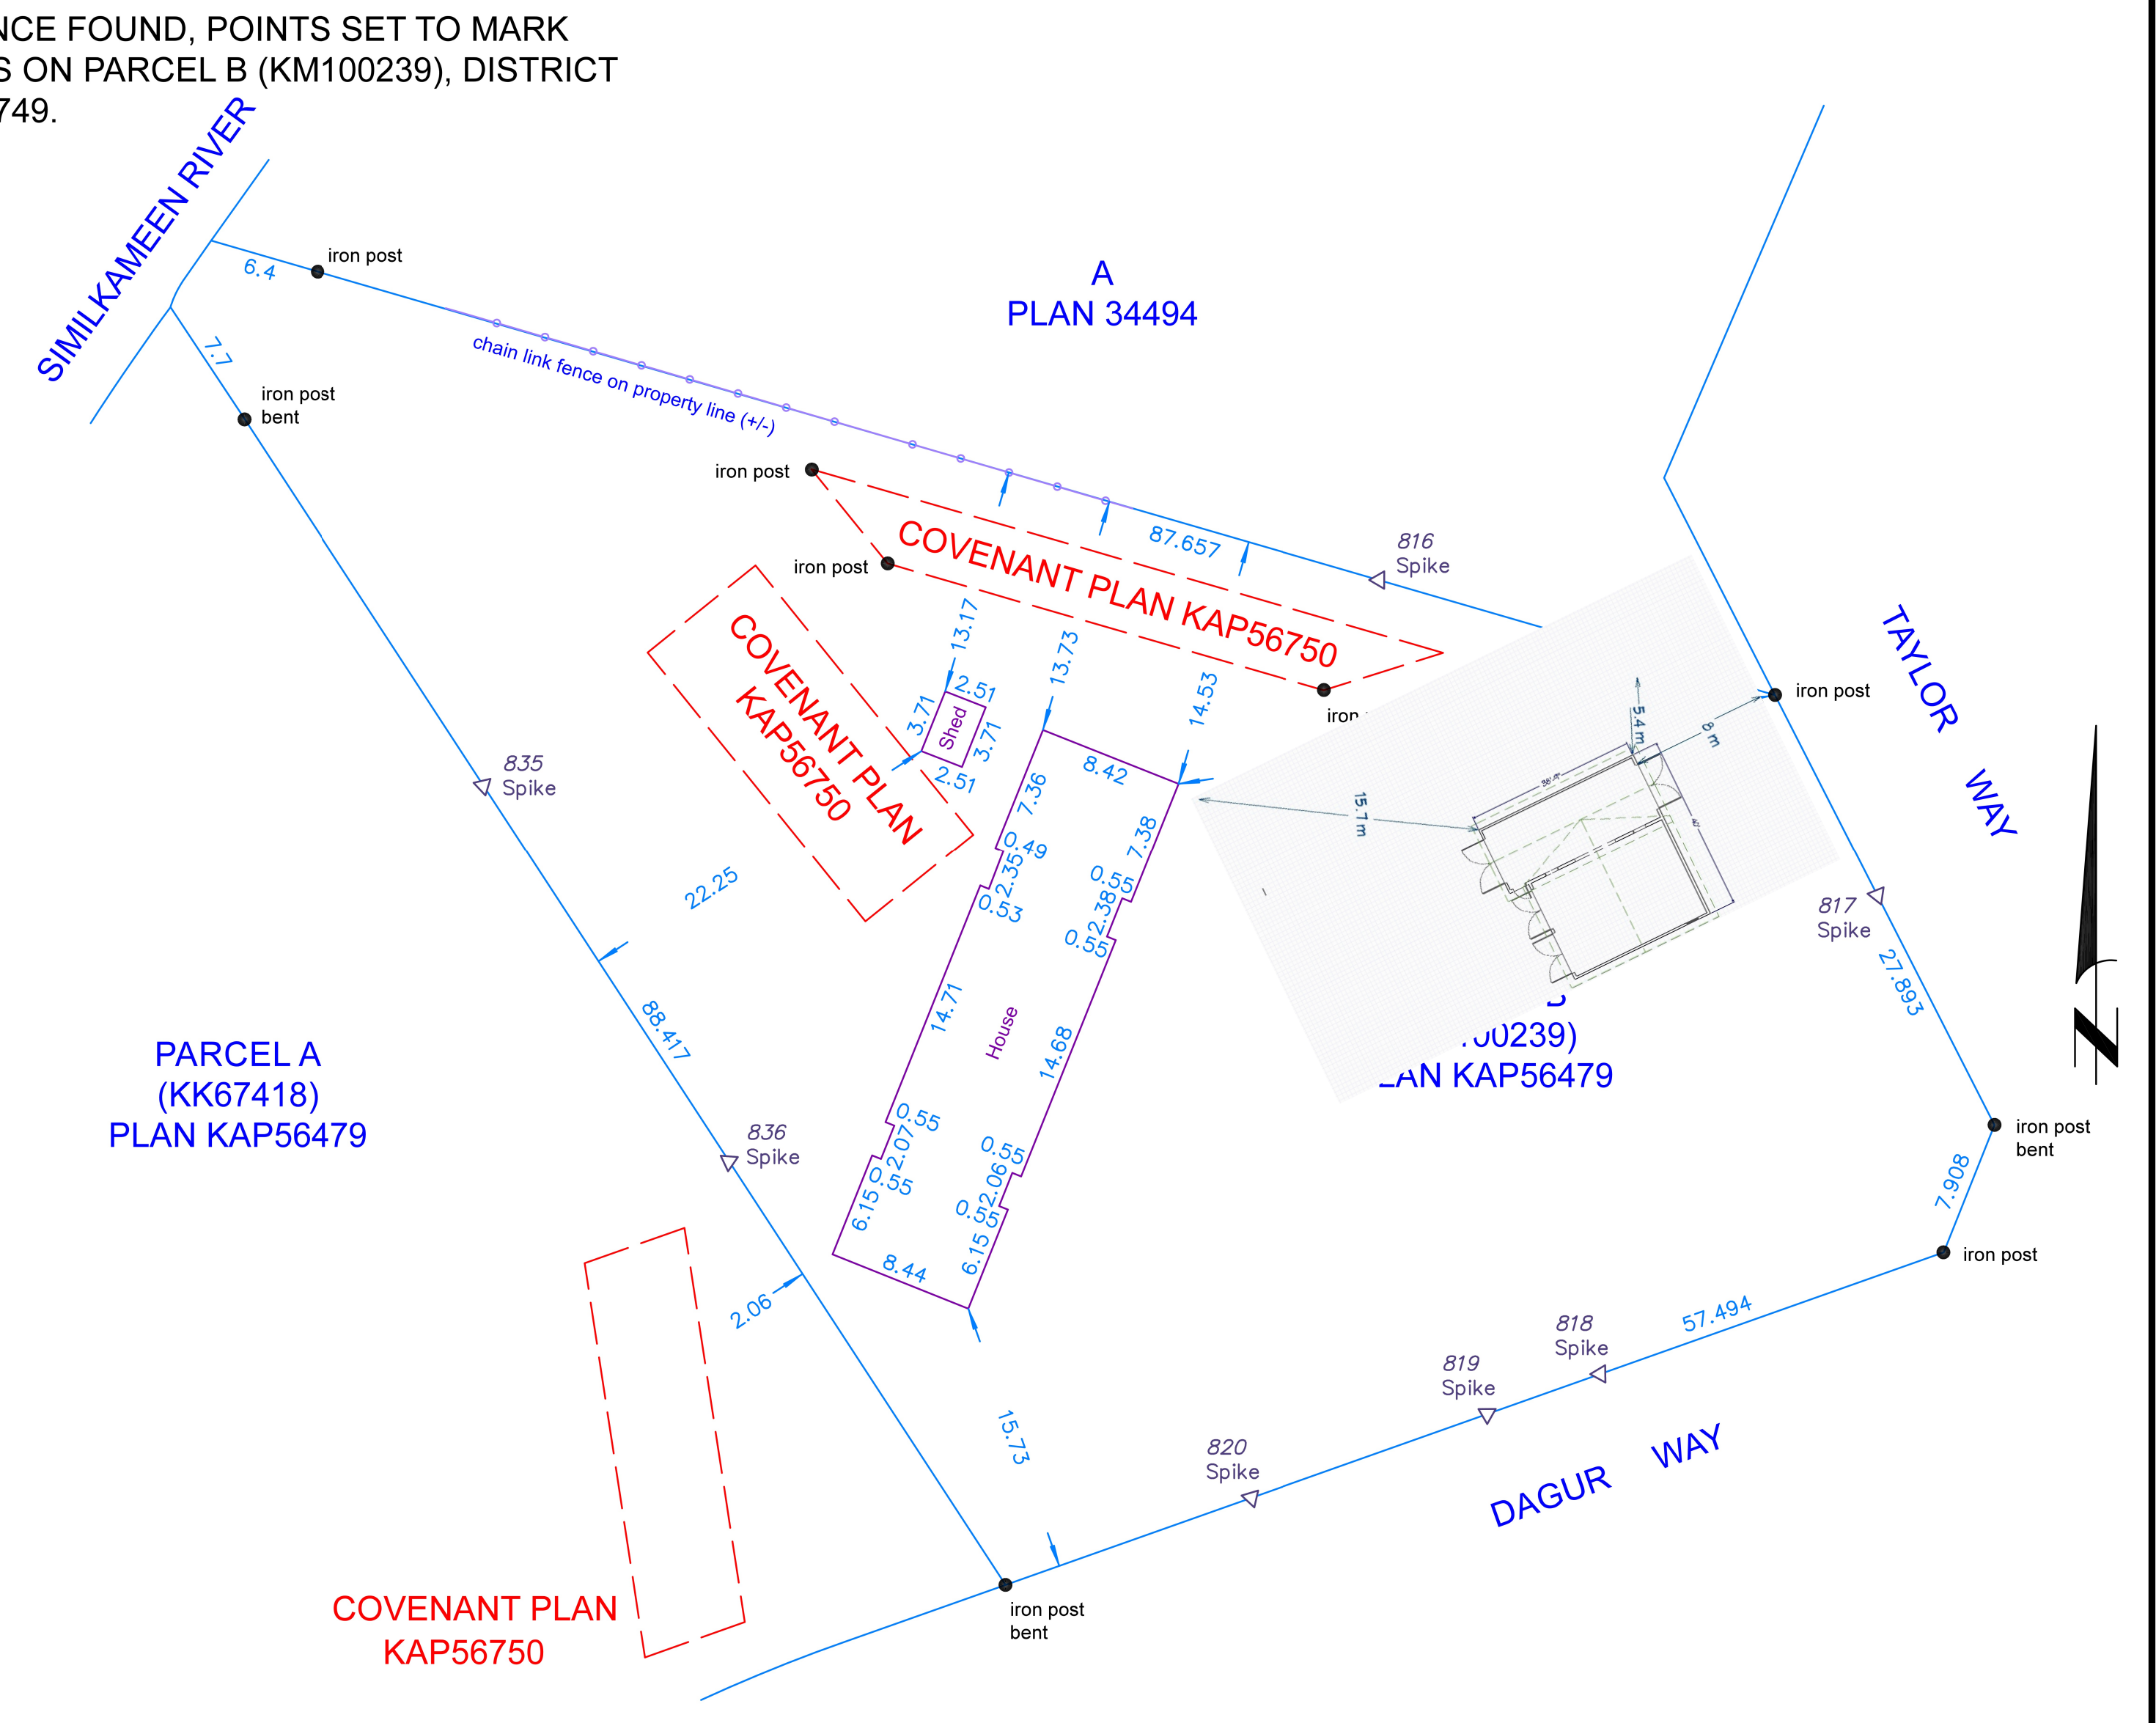 NCE FOUND, POINTS SET TO MARK
S ON PARCEL B (KM100239), DISTRICT
749.
SIMILKAMEEN RIVER
6.4
iron post
7.7
iron post
bent
chain link fence on property line (+/-)
A
PLAN 34494
iron post
iron post
COVENANT PLAN KAP56750
87.657
816
Spike
COVENANT PLAN
KAP56750
13.17
13.73
14.53
2.51
3.71
Shed
3.71
2.51
8.42
7.36
7.38
0.49
2.35
0.53
0.55
2.38
0.55
14.71
House
14.68
0.55
2.07
0.55
6.15
0.55
2.06
0.55
6.15
8.44
iron
15.7 m
5.4 m
8 m
40'
iron post
TAYLOR WAY
817
Spike
27.893
835
Spike
22.25
88.417
836
Spike
2.06
PARCEL A
(KK67418)
PLAN KAP56479
100239)
LAN KAP56479
iron post
bent
7.908
iron post
57.494
818
Spike
819
Spike
820
Spike
15.73
DAGUR WAY
iron post
bent
COVENANT PLAN
KAP56750
N